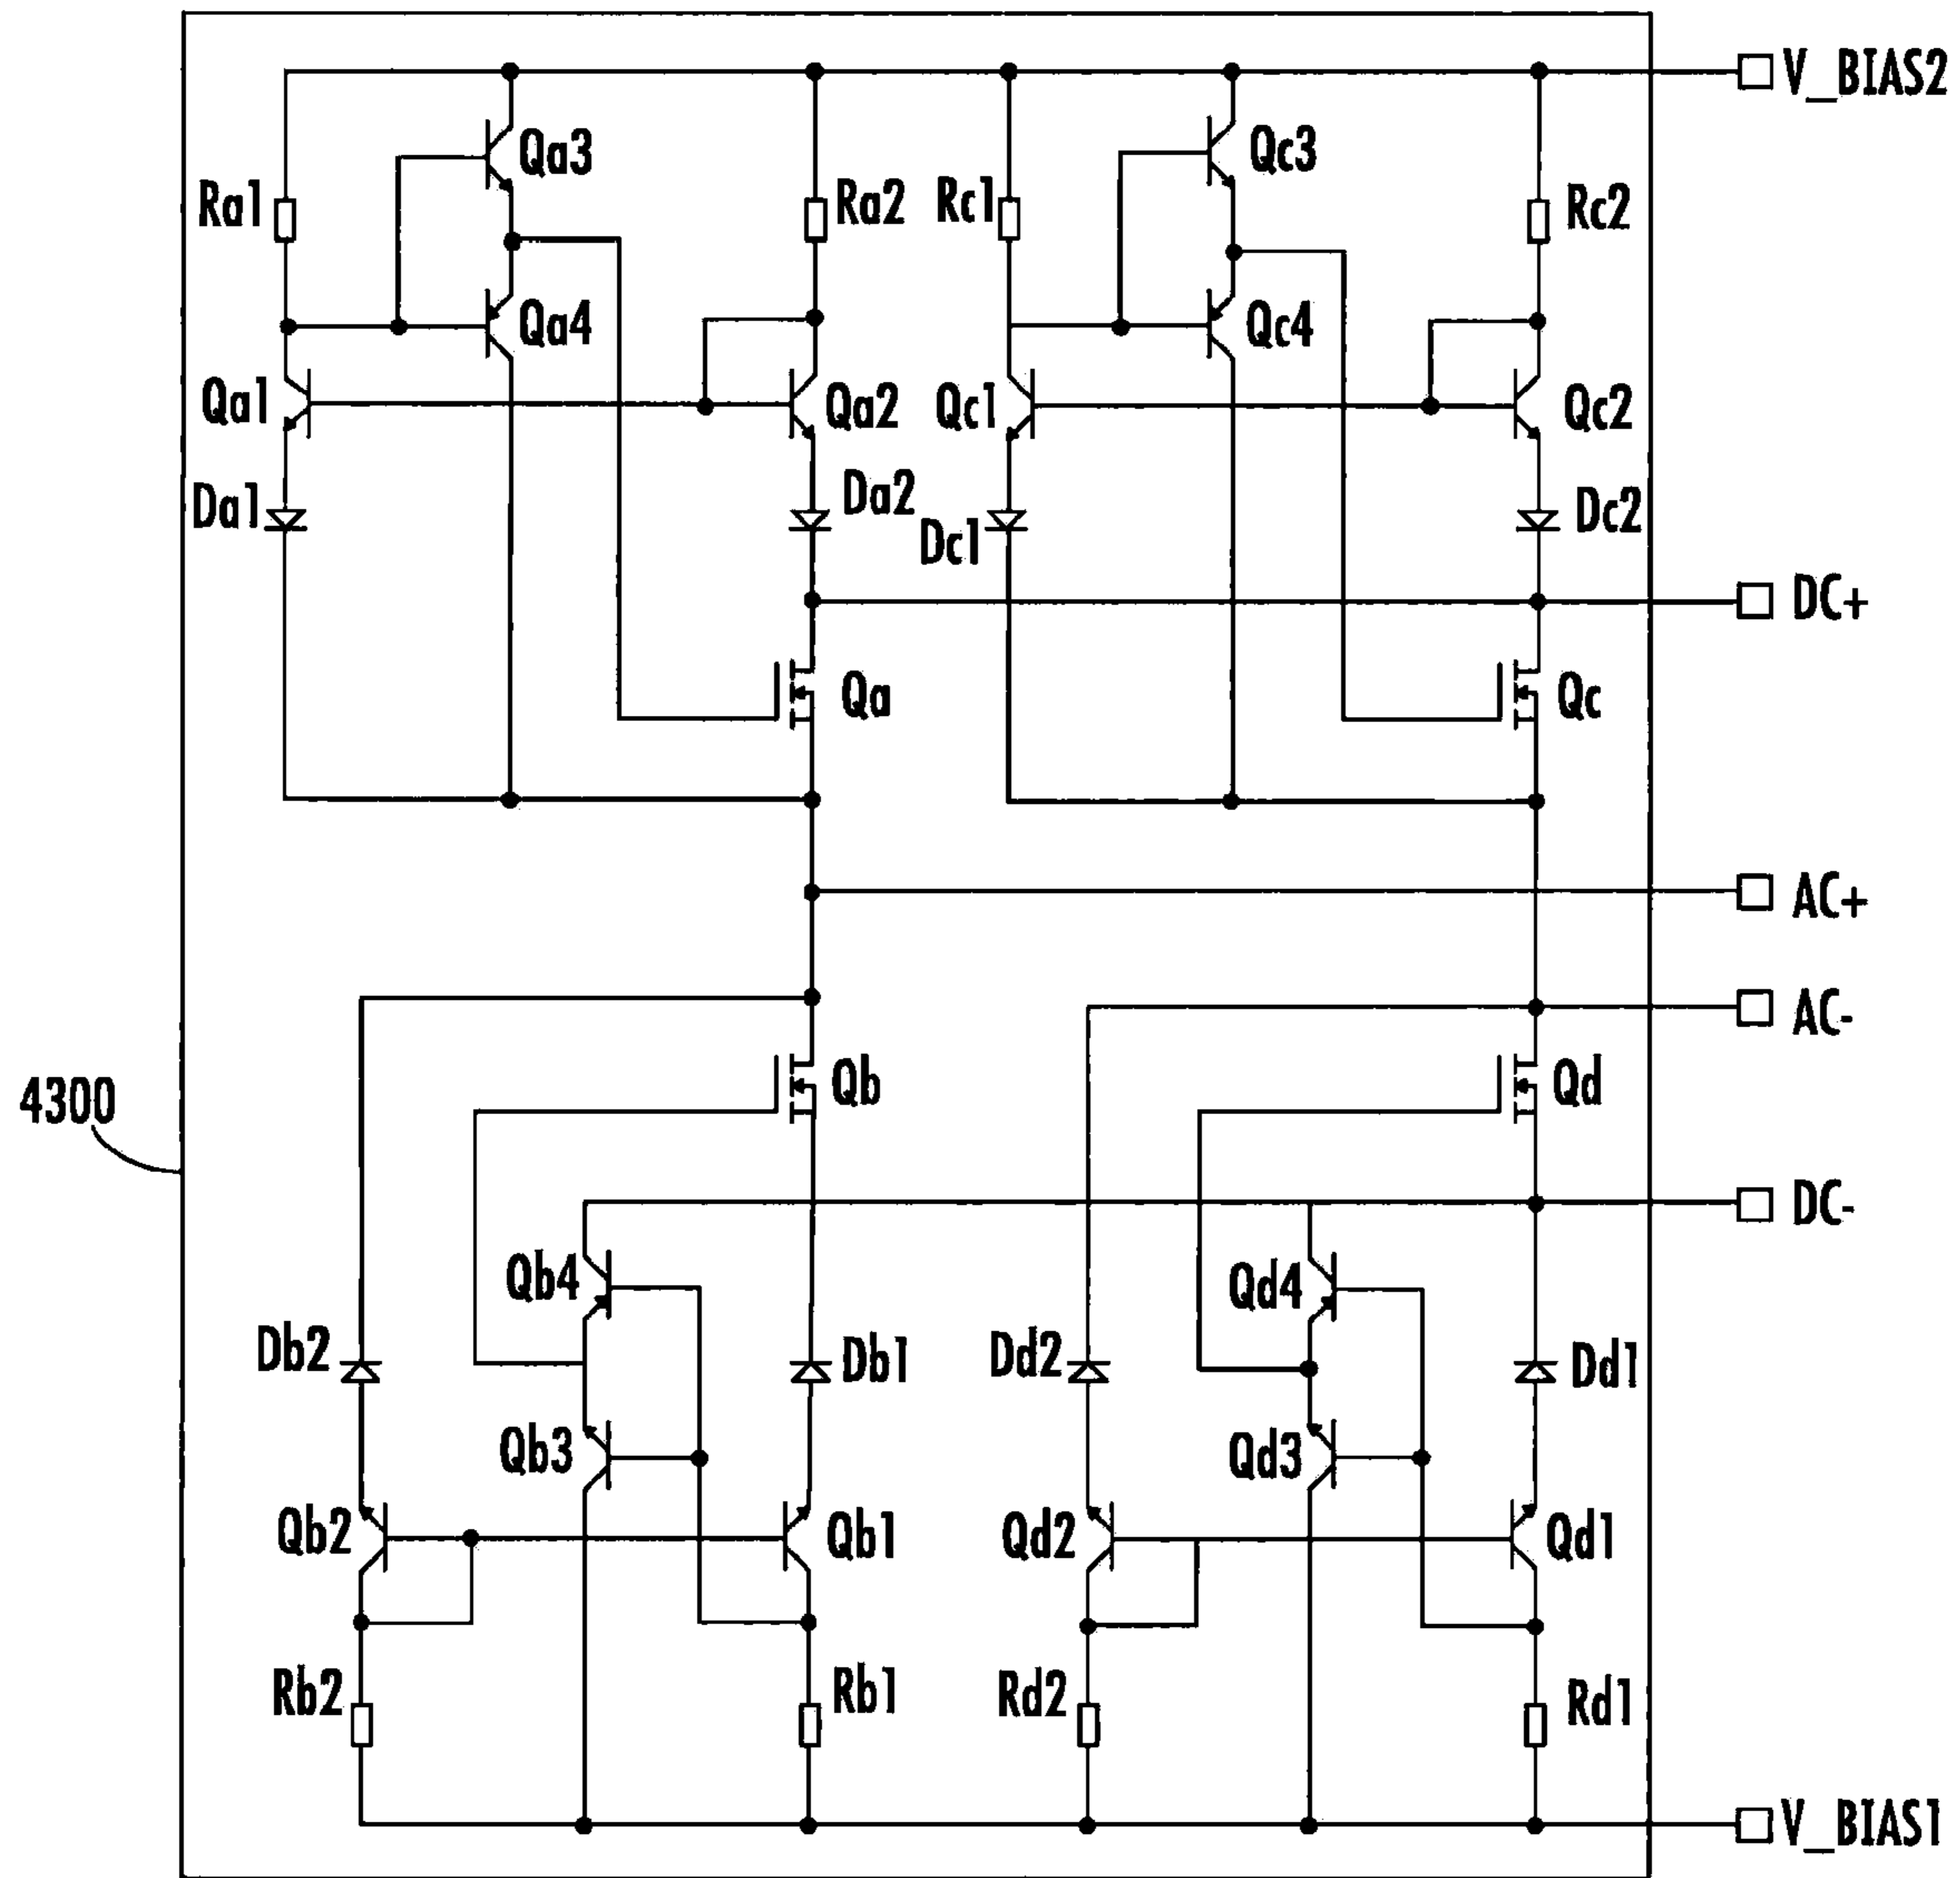 V_BIAS2
Qa3
Qc3
Ra1
Ra2
Rc1
Rc2
Qa4
Qc4
Qa1
Qa2
Qc1
Qc2
Da1
Da2
Dc1
Dc2
DC+
Qa
Qc
AC+
AC-
Qb
Qd
4300
DC-
Qb4
Qd4
Db2
Db1
Dd2
Dd1
Qb3
Qd3
Qb2
Qb1
Qd2
Qd1
Rb2
Rb1
Rd2
Rd1
V_BIAS1